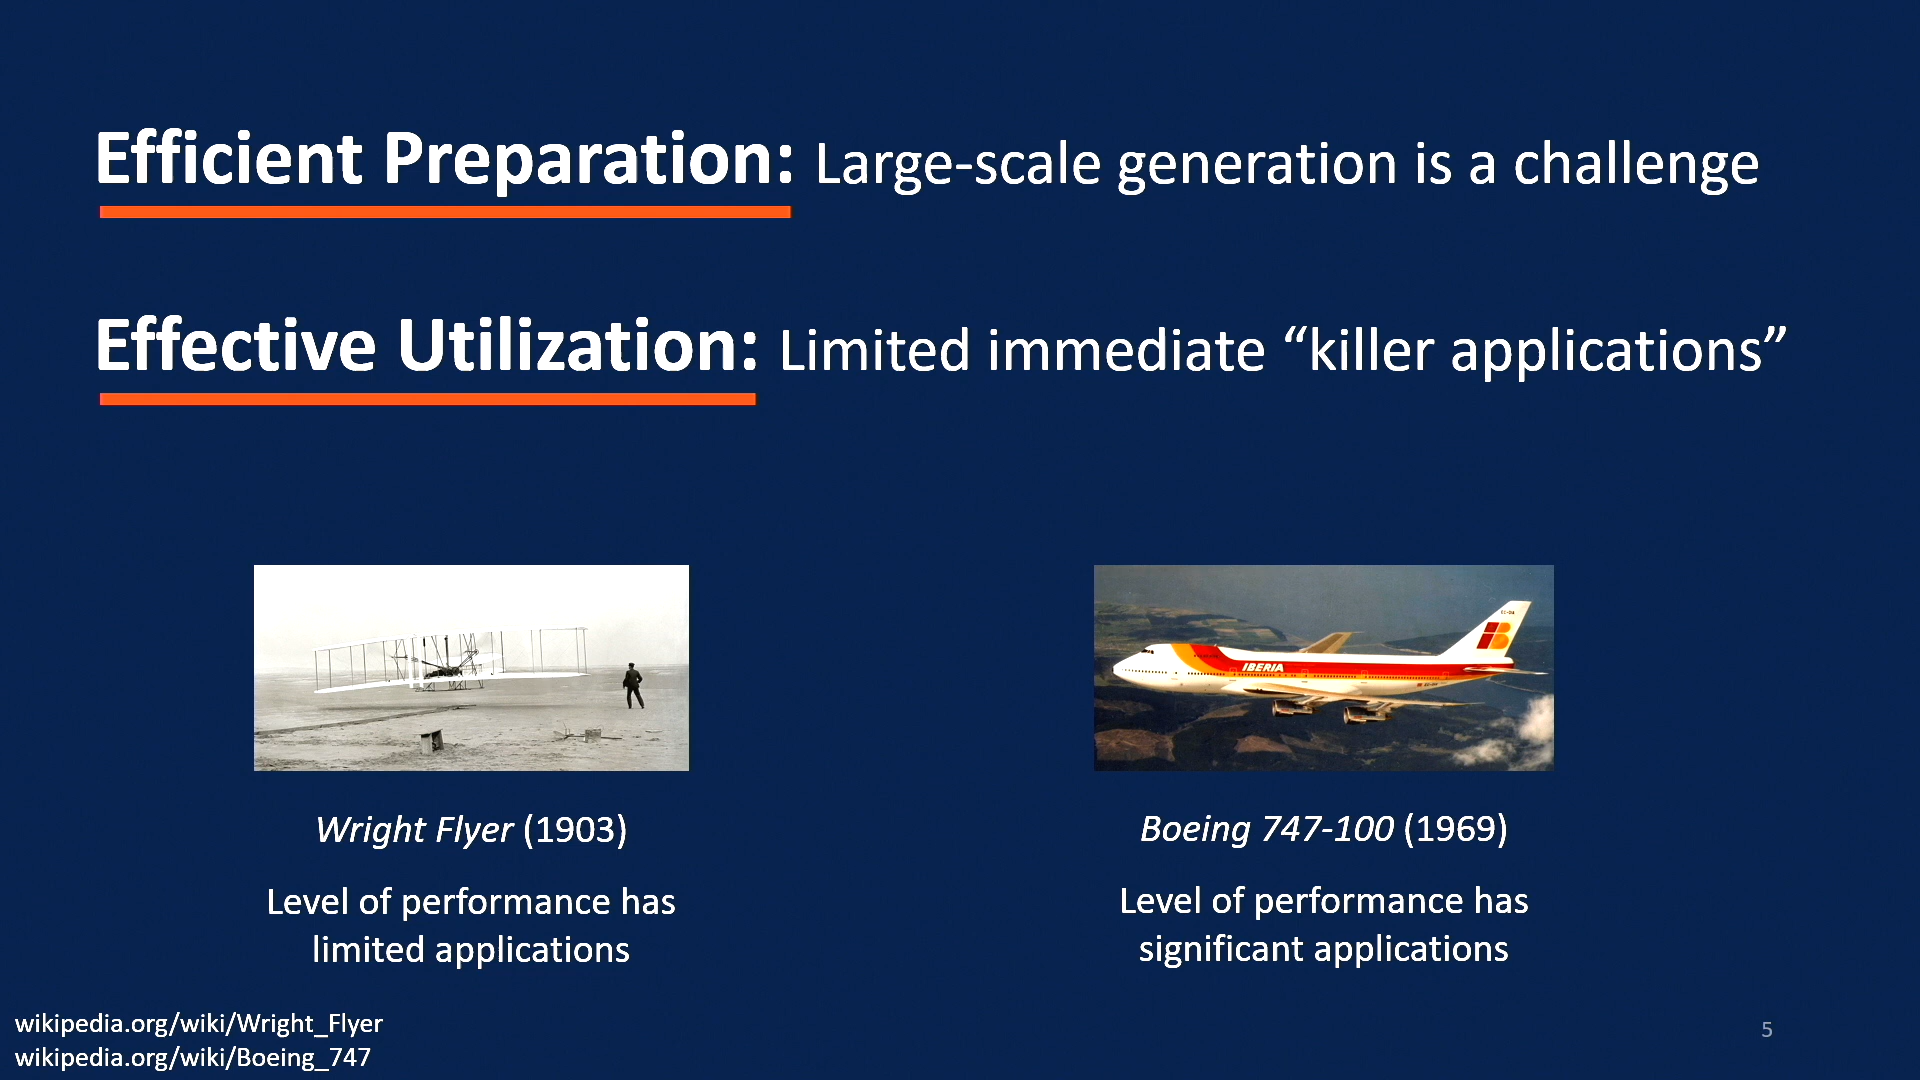 Efficient Preparation: Large-scale generation is a challenge
Effective Utilization: Limited immediate “killer applications”
IBERIA
Wright Flyer (1903)
Boeing 747-100 (1969)
Level of performance has
limited applications
Level of performance has
significant applications
wikipedia.org/wiki/Wright_Flyer
wikipedia.org/wiki/Boeing_747
5